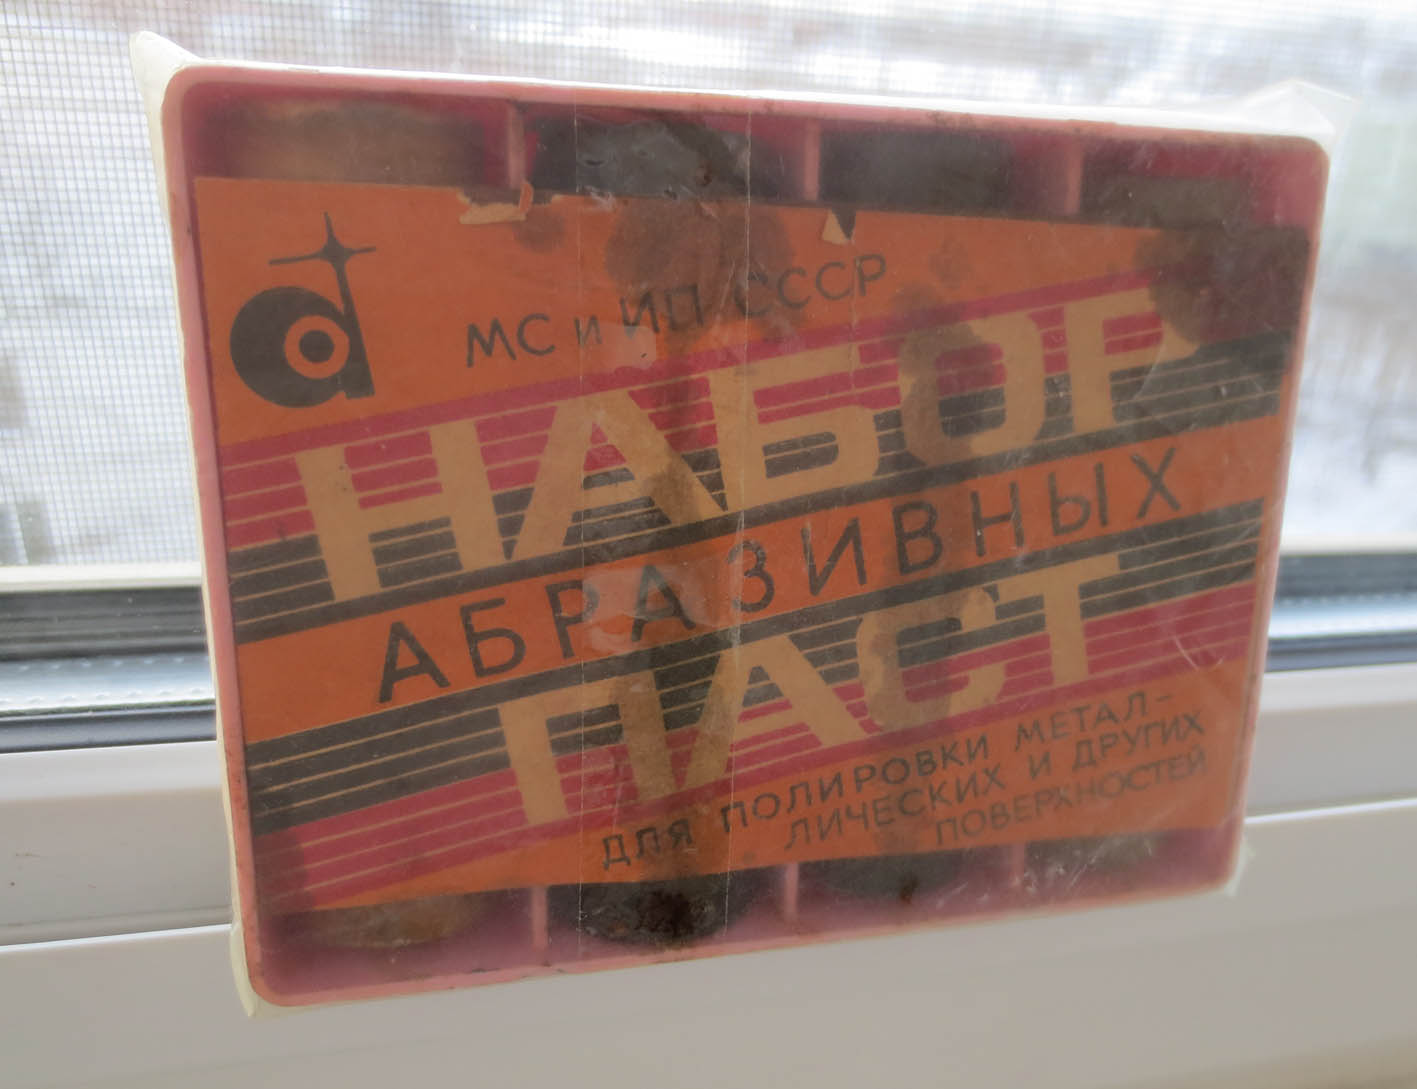 МС и ИП СССР
НАБОР
АБРАЗИВНЫХ
ПАСТ
ДЛЯ ПОЛИРОВКИ МЕТАЛ-
ЛИЧЕСКИХ И ДРУГИХ
ПОВЕРХНОСТЕЙ